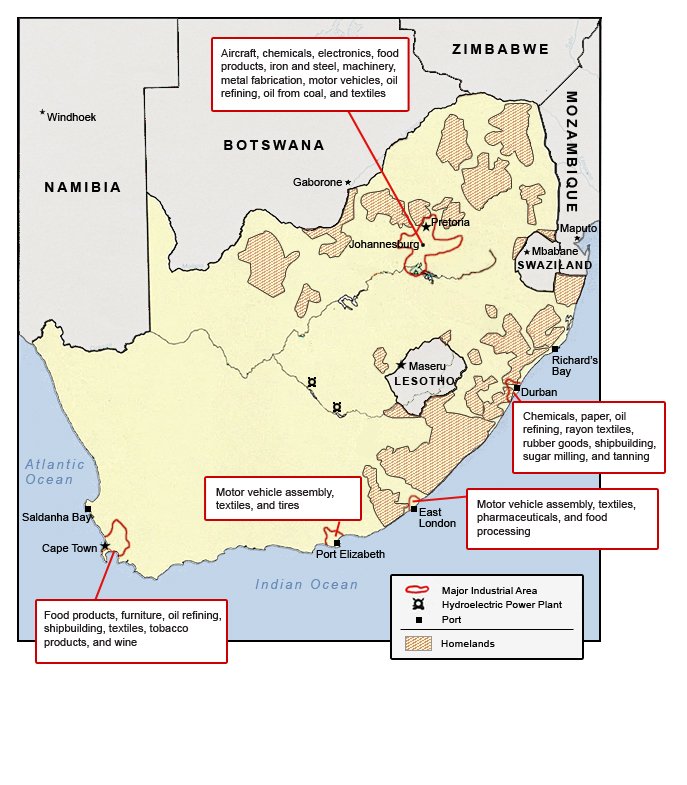 Aircraft, chemicals, electronics, food
products, iron and steel, machinery,
metal fabrication, motor vehicles, oil
refining, oil from coal, and textiles
ZIMBABWE
MOZAMBIQUE
Windhoek
BOTSWANA
NAMIBIA
Gaborone
Pretoria
Johannesburg
Maputo
Mbabane
SWAZILAND
Maseru
LESOTHO
Richard's
Bay
Durban
Chemicals, paper, oil
refining, rayon textiles,
rubber goods, shipbuilding,
sugar milling, and tanning
Atlantic
Ocean
Motor vehicle assembly,
textiles, and tires
Motor vehicle assembly, textiles,
pharmaceuticals, and food
processing
Saldanha Bay
East
London
Cape Town
Port Elizabeth
Indian Ocean
Food products, furniture, oil refining,
shipbuilding, textiles, tobacco
products, and wine
Major Industrial Area
Hydroelectric Power Plant
Port
Homelands